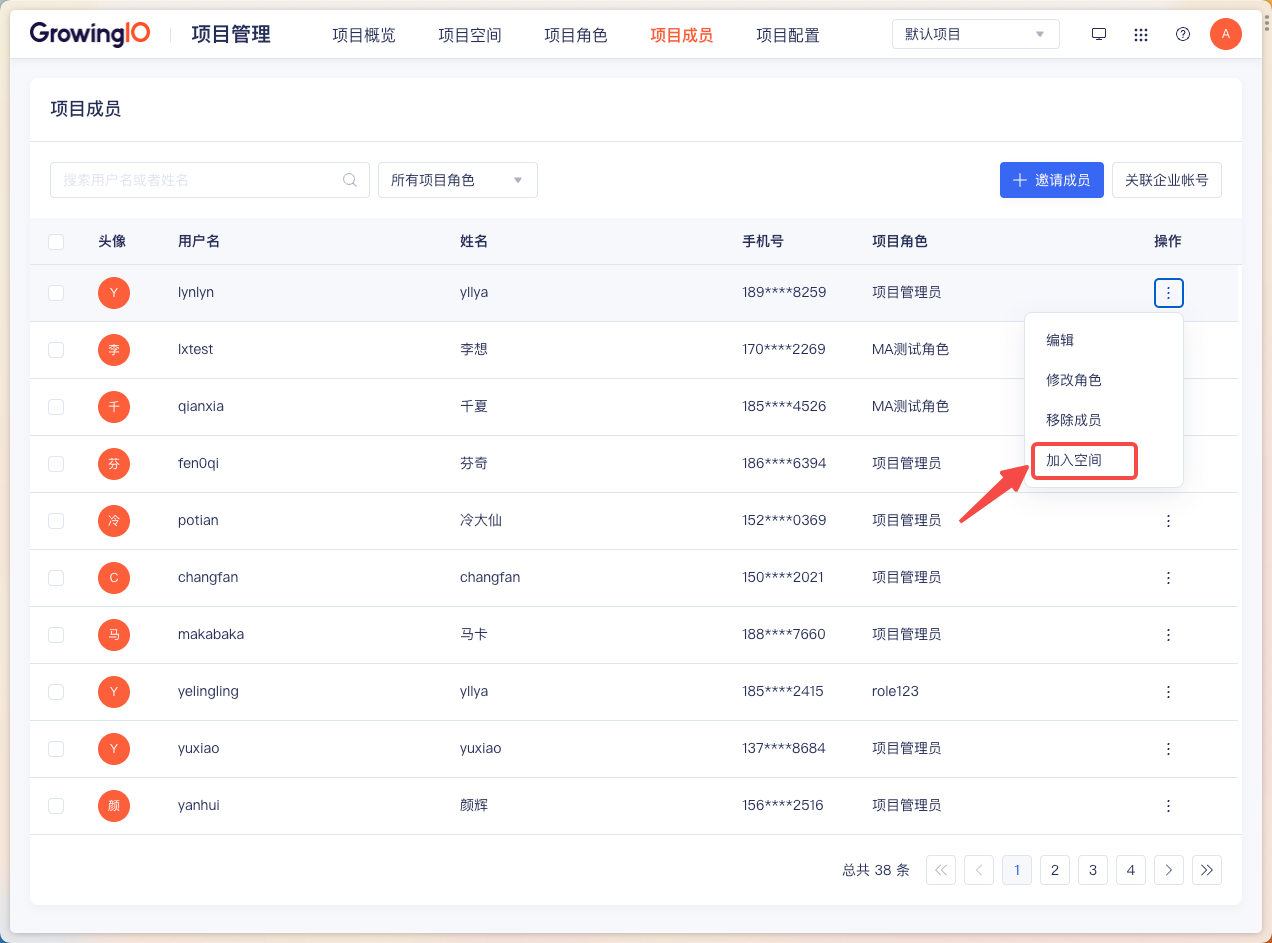 GrowingIO 项目管理 项目概览 项目空间 项目角色 项目成员 项目配置 默认项目 A
项目成员
搜索用户名或者姓名 所有项目角色 邀请成员 关联企业帐号
头像 用户名 姓名 手机号 项目角色 操作
Y lynlyn yllya 189****8259 项目管理员
编辑
李 lxtest 李想 170****2269 MA测试角色
修改角色
千 qianxia 千夏 185****4526 MA测试角色
移除成员
芬 fen0qi 芬奇 186****6394 项目管理员
加入空间
冷 potian 冷大仙 152****0369 项目管理员
C changfan changfan 150****2021 项目管理员
马 makabaka 马卡 188****7660 项目管理员
Y yelingling yllya 185****2415 role123
Y yuxiao yuxiao 137****8684 项目管理员
颜 yanhui 颜辉 156****2516 项目管理员
总共 38 条 1 2 3 4